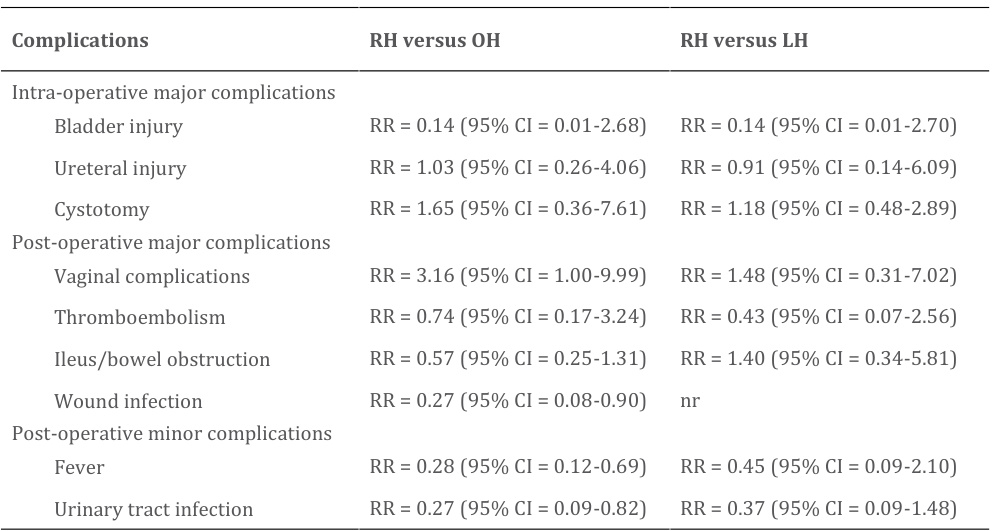 Complications RH versus OH RH versus LH
Intra-operative major complications
Bladder injury RR = 0.14 (95% CI = 0.01-2.68) RR = 0.14 (95% CI = 0.01-2.70)
Ureteral injury RR = 1.03 (95% CI = 0.26-4.06) RR = 0.91 (95% CI = 0.14-6.09)
Cystotomy RR = 1.65 (95% CI = 0.36-7.61) RR = 1.18 (95% CI = 0.48-2.89)
Post-operative major complications
Vaginal complications RR = 3.16 (95% CI = 1.00-9.99) RR = 1.48 (95% CI = 0.31-7.02)
Thromboembolism RR = 0.74 (95% CI = 0.17-3.24) RR = 0.43 (95% CI = 0.07-2.56)
Ileus/bowel obstruction RR = 0.57 (95% CI = 0.25-1.31) RR = 1.40 (95% CI = 0.34-5.81)
Wound infection RR = 0.27 (95% CI = 0.08-0.90) nr
Post-operative minor complications
Fever RR = 0.28 (95% CI = 0.12-0.69) RR = 0.45 (95% CI = 0.09-2.10)
Urinary tract infection RR = 0.27 (95% CI = 0.09-0.82) RR = 0.37 (95% CI = 0.09-1.48)